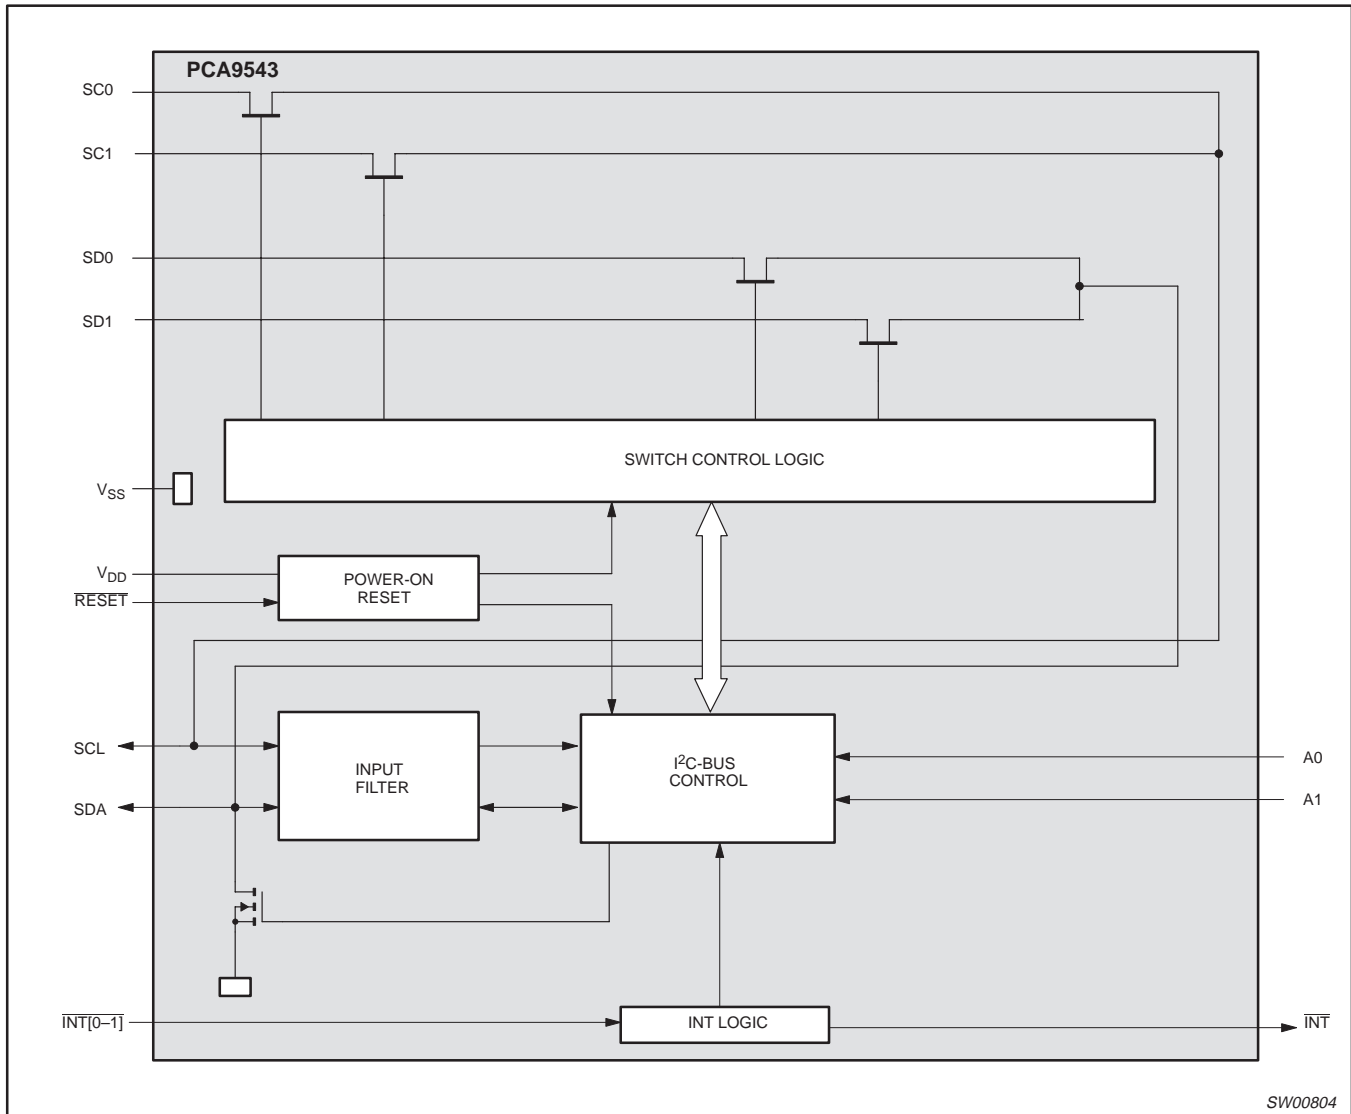 PCA9543
SC0
SC1
SD0
SD1
SWITCH CONTROL LOGIC
VSS
VDD
RESET
POWER-ON
RESET
SCL
SDA
INPUT
FILTER
I2C-BUS
CONTROL
A0
A1
INT[0–1]
INT LOGIC
INT
SW00804